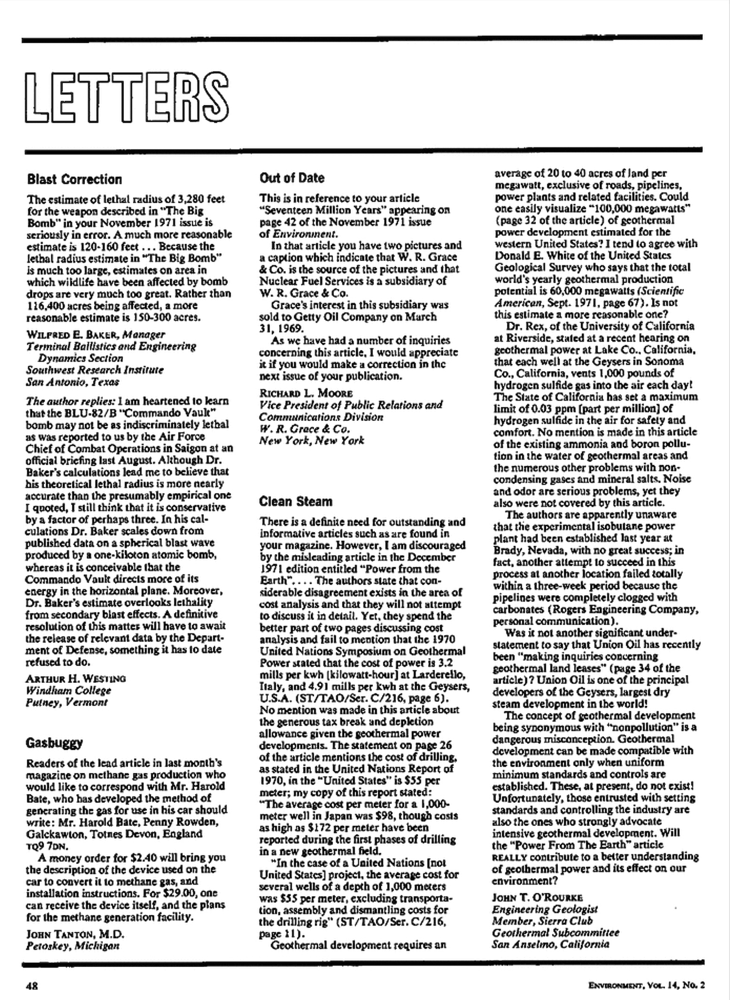 LETTERS
Blast Correction
The estimate of lethal radius of 3,280 feet
for the weapon described in "The Big
Bomb" in your November 1971 issue is
seriously in error. A much more reasonable
estimate is 120-160 feet ... Because the
lethal radius estimate in "The Big Bomb"
is much too large, estimates on area in
which wildlife have been affected by bomb
drops are very much too great. Rather than
116,400 acres being affected, a more
reasonable estimate is 150-300 acres.
WILFRED E. BAKER, Manager
Terminal Ballistics and Engineering
Dynamics Section
Southwest Research Institute
San Antonio, Texas
The author replies: I am heartened to learn
that the BLU-82/B "Commando Vault"
bomb may not be as indiscriminately lethal
as was reported to us by the Air Force
Chief of Combat Operations in Saigon at an
official briefing last August. Although Dr.
Baker's calculations lead me to believe that
his theoretical lethal radius is more nearly
accurate than the presumably empirical one
I quoted, I still think that it is conservative
by a factor of perhaps three. In his cal-
culations Dr. Baker scales down from
published data on a spherical blast wave
produced by a one-kiloton atomic bomb,
whereas it is conceivable that the
Commando Vault directs more of its
energy in the horizontal plane. Moreover,
Dr. Baker's estimate overlooks lethality
from secondary blast effects. A definitive
resolution of this matter will have to await
the release of relevant data by the Depart-
ment of Defense, something it has to date
refused to do.
ARTHUR H. WESTING
Windham College
Putney, Vermont
Gasbuggy
Readers of the lead article in last month's
magazine on methane gas production who
would like to correspond with Mr. Harold
Bate, who has developed the method of
generating the gas for use in his car should
write: Mr. Harold Bate, Penny Rowden,
Galckawton, Totnes Devon, England
TQ9 7DN.
A money order for $2.40 will bring you
the description of the device used on the
car to convert it to methane gas, and
installation instructions. For $29.00, one
can receive the device itself, and the plans
for the methane generation facility.
JOHN TANTON, M.D.
Petoskey, Michigan
Out of Date
This is in reference to your article
"Seventeen Million Years" appearing on
page 42 of the November 1971 issue
of Environment.
In that article you have two pictures and
a caption which indicate that W. R. Grace
& Co. is the source of the pictures and that
Nuclear Fuel Services is a subsidiary of
W. R. Grace & Co.
Grace's interest in this subsidiary was
sold to Getty Oil Company on March
31, 1969.
As we have had a number of inquiries
concerning this article, I would appreciate
it if you would make a correction in the
next issue of your publication.
RICHARD L. MOORE
Vice President of Public Relations and
Communications Division
W. R. Grace & Co.
New York, New York
Clean Steam
There is a definite need for outstanding and
informative articles such as are found in
your magazine. However, I am discouraged
by the misleading article in the December
1971 edition entitled "Power from the
Earth". . . . The authors state that con-
siderable disagreement exists in the area of
cost analysis and that they will not attempt
to discuss it in detail. Yet, they spend the
better part of two pages discussing cost
analysis and fail to mention that the 1970
United Nations Symposium on Geothermal
Power stated that the cost of power is 3.2
mills per kwh [kilowatt-hour] at Larderello,
Italy, and 4.91 mills per kwh at the Geysers,
U.S.A. (ST/TAO/Ser. C/216, page 6).
No mention was made in this article about
the generous tax break and depletion
allowance given the geothermal power
developments. The statement on page 26
of the article mentions the cost of drilling,
as stated in the United Nations Report of
1970, in the "United States" is $55 per
meter; my copy of this report stated:
"The average cost per meter for a 1,000-
meter well in Japan was $98, though costs
as high as $172 per meter have been
reported during the first phases of drilling
in a new geothermal field.
"In the case of a United Nations [not
United States] project, the average cost for
several wells of a depth of 1,000 meters
was $55 per meter, excluding transporta-
tion, assembly and dismantling costs for
the drilling rig" (ST/TAO/Ser. C/216,
page 11).
Geothermal development requires an
average of 20 to 40 acres of land per
megawatt, exclusive of roads, pipelines,
power plants and related facilities. Could
one easily visualize "100,000 megawatts"
(page 32 of the article) of geothermal
power development estimated for the
western United States? I tend to agree with
Donald E. White of the United States
Geological Survey who says that the total
world's yearly geothermal production
potential is 60,000 megawatts (Scientific
American, Sept. 1971, page 67). Is not
this estimate a more reasonable one?
Dr. Rex, of the University of California
at Riverside, stated at a recent hearing on
geothermal power at Lake Co., California,
that each well at the Geysers in Sonoma
Co., California, vents 1,000 pounds of
hydrogen sulfide gas into the air each day!
The State of California has set a maximum
limit of 0.03 ppm [part per million] of
hydrogen sulfide in the air for safety and
comfort. No mention is made in this article
of the existing ammonia and boron pollu-
tion in the water of geothermal areas and
the numerous other problems with non-
condensing gases and mineral salts. Noise
and odor are serious problems, yet they
also were not covered by this article.
The authors are apparently unaware
that the experimental isobutane power
plant had been established last year at
Brady, Nevada, with no great success; in
fact, another attempt to succeed in this
process at another location failed totally
within a three-week period because the
pipelines were completely clogged with
carbonates (Rogers Engineering Company,
personal communication).
Was it not another significant under-
statement to say that Union Oil has recently
been "making inquiries concerning
geothermal land leases" (page 34 of the
article)? Union Oil is one of the principal
developers of the Geysers, largest dry
steam development in the world!
The concept of geothermal development
being synonymous with "nonpollution" is a
dangerous misconception. Geothermal
development can be made compatible with
the environment only when uniform
minimum standards and controls are
established. These, at present, do not exist!
Unfortunately, those entrusted with setting
standards and controlling the industry are
also the ones who strongly advocate
intensive geothermal development. Will
the "Power From The Earth" article
REALLY contribute to a better understanding
of geothermal power and its effect on our
environment?
JOHN T. O'ROURKE
Engineering Geologist
Member, Sierra Club
Geothermal Subcommittee
San Anselmo, California
48
ENVIRONMENT, VOL. 14, NO. 2